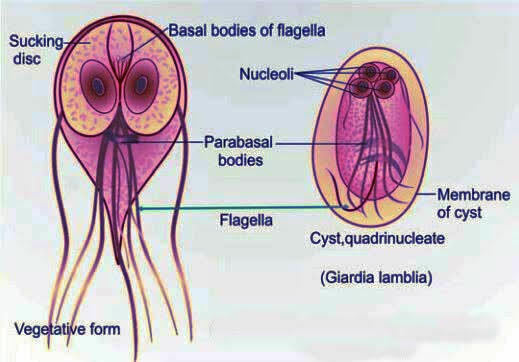 Sucking
disc
Basal bodies of flagella
Nucleoli
Parabasal
bodies
Membrane
of cyst
Flagella
Cyst,quadrinucleate
(Giardia lamblia)
Vegetative form